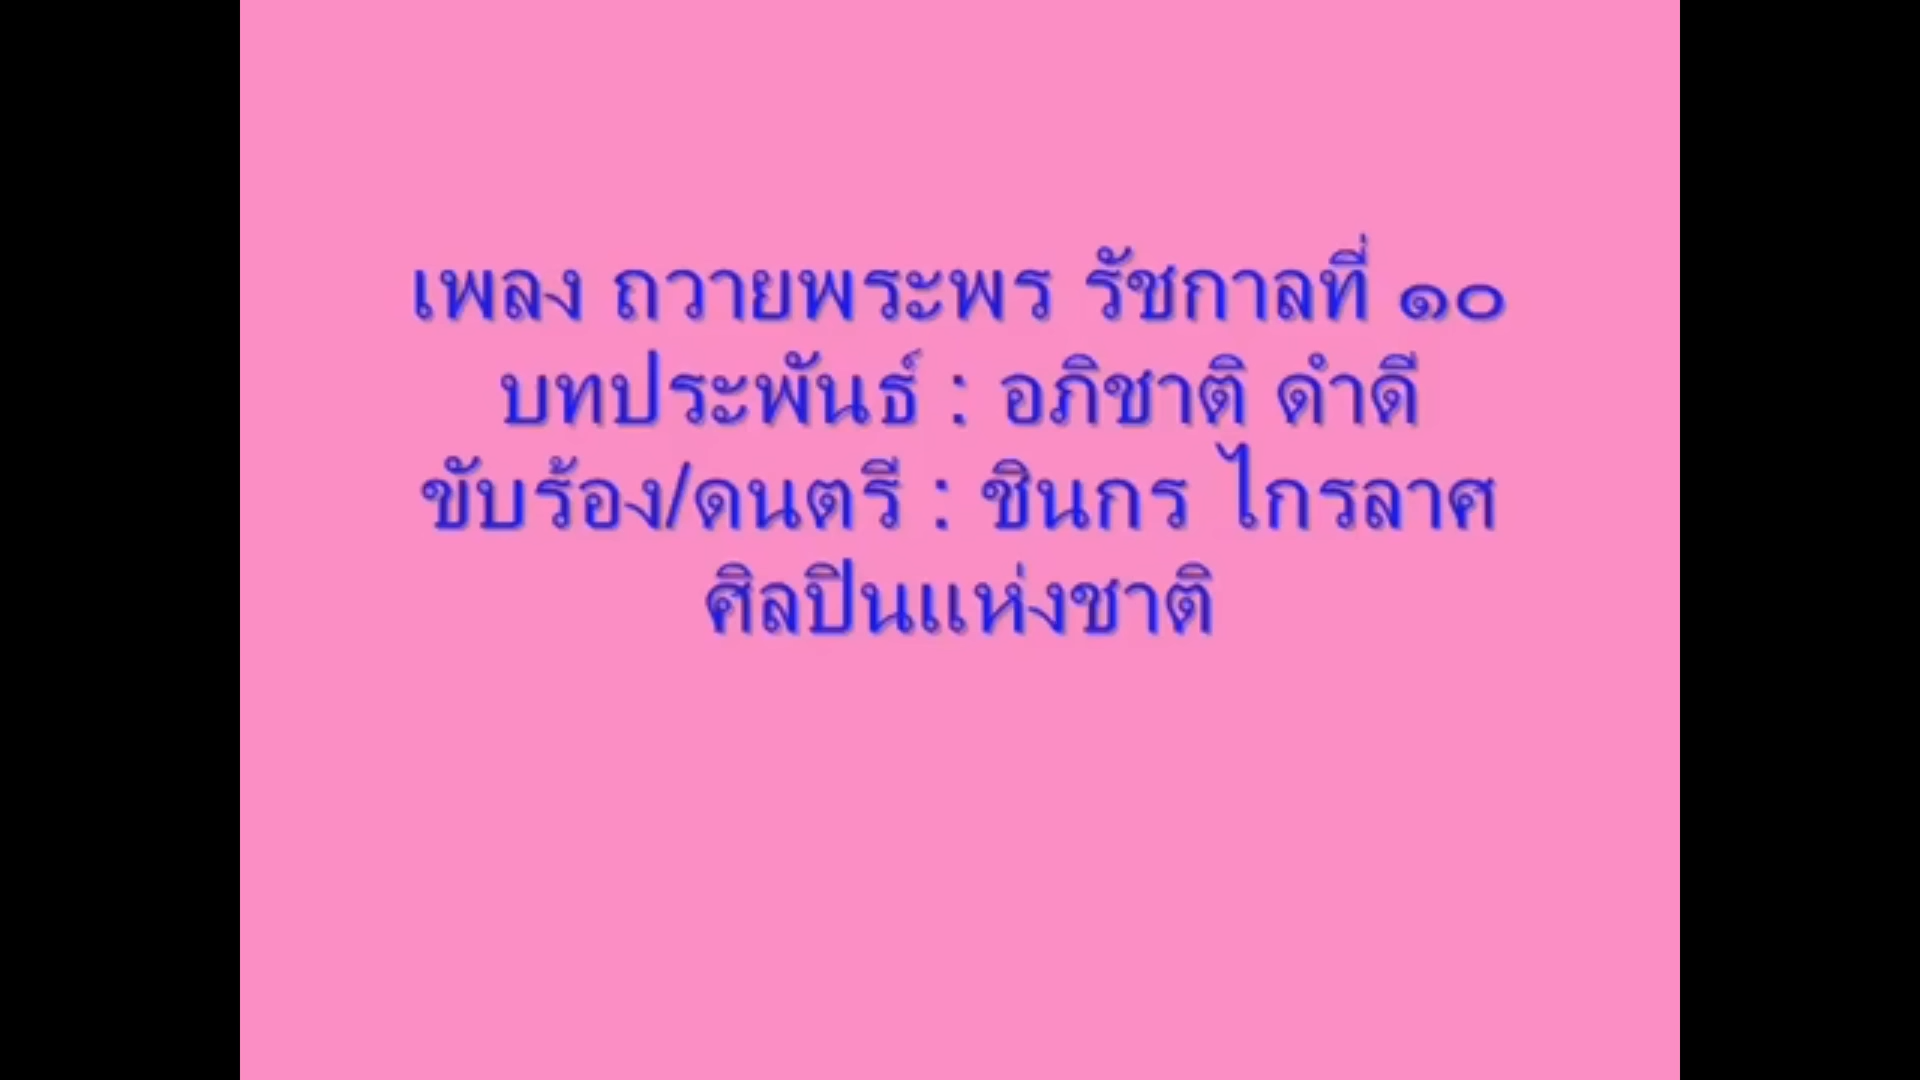 เพลง ถวายพระพร รัชกาลที่ ๑๐
บทประพันธ์ : อภิชาติ ดำดี
ขับร้อง/ดนตรี : ชินกร ไกรลาศ
ศิลปินแห่งชาติ